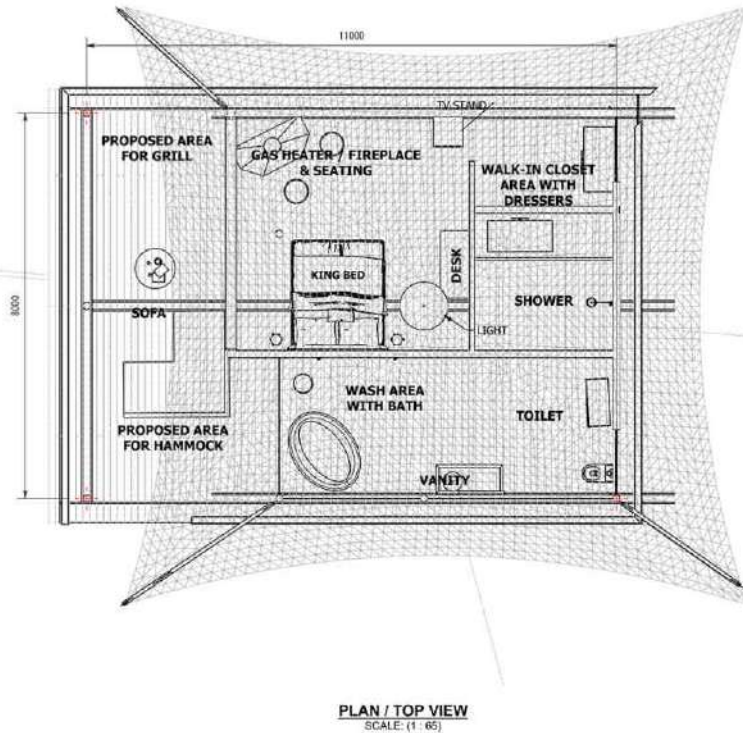 11000
TV STAND
PROPOSED AREA
FOR GRILL
GAS HEATER / FIREPLACE
& SEATING
WALK-IN CLOSET
AREA WITH
DRESSERS
KING BED
DESK
8000
SHOWER
SOFA
LIGHT
WASH AREA
WITH BATH
TOILET
PROPOSED AREA
FOR HAMMOCK
VANITY
PLAN / TOP VIEW
SCALE: (1 : 65)